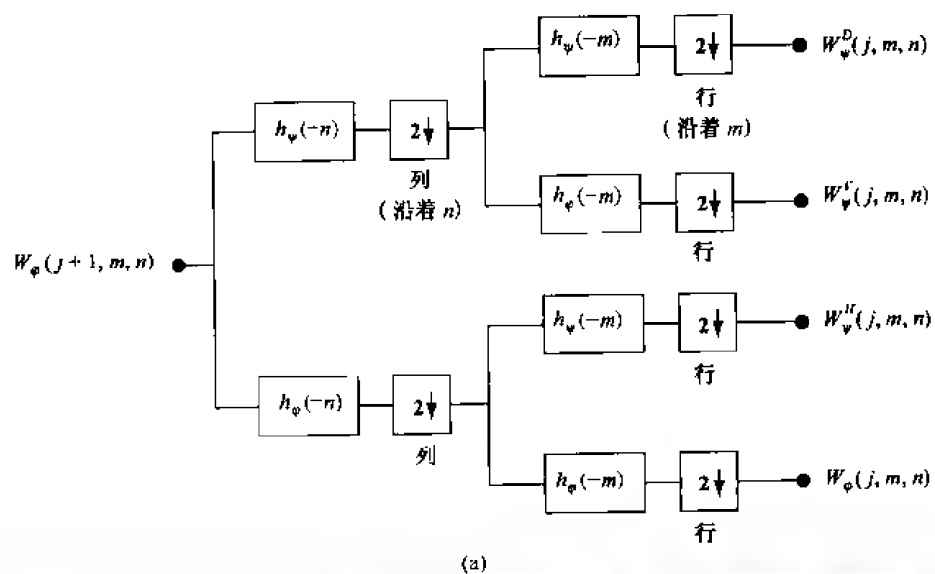 h_ψ(−m) 2↓ W_ψ^D(j, m, n)
行
(沿着 m)
h_ψ(−n) 2↓
列
(沿着 n)
h_φ(−m) 2↓ W_ψ^V(j, m, n)
行
W_φ(j + 1, m, n)
h_ψ(−m) 2↓ W_ψ^H(j, m, n)
行
h_φ(−n) 2↓
列
h_φ(−m) 2↓ W_φ(j, m, n)
行
(a)